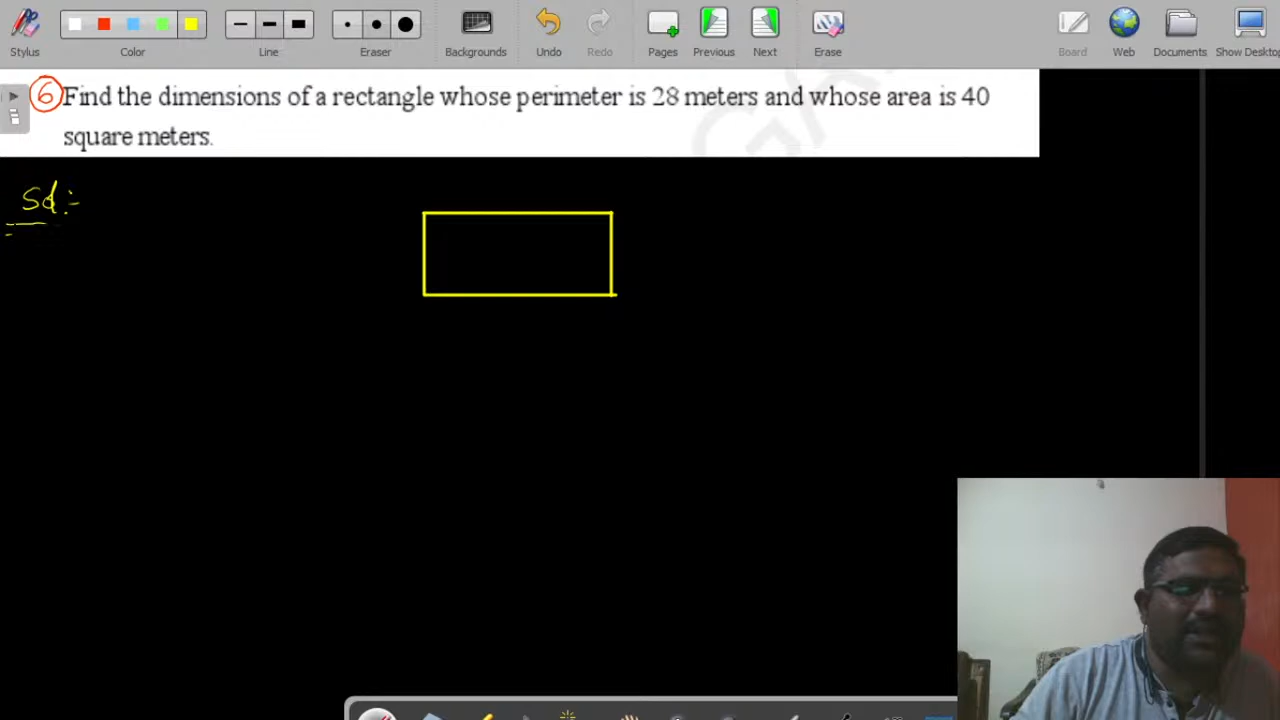 Stylus
Color
Line
Eraser
Backgrounds
Undo
Redo
Pages
Previous
Next
Erase
Board
Web
Documents
Show Deskto
6 Find the dimensions of a rectangle whose perimeter is 28 meters and whose area is 40
square meters.
Sol:-